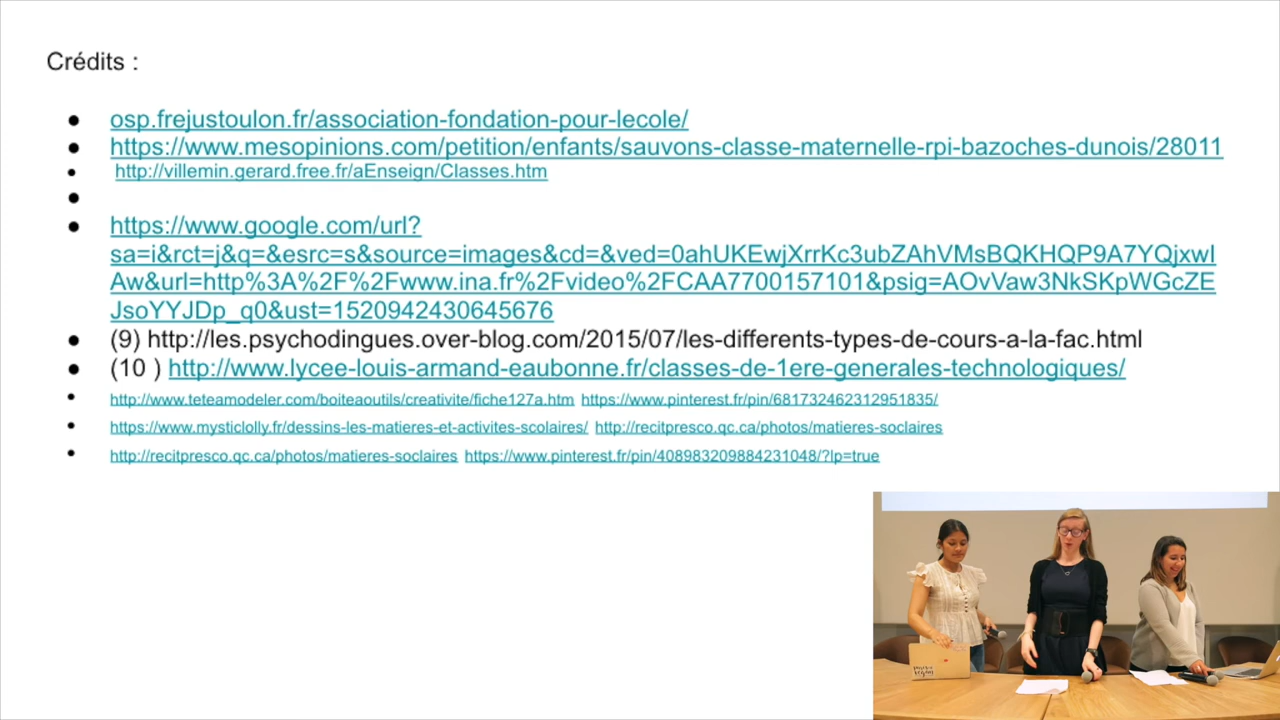 Crédits :
osp.frejustoulon.fr/association-fondation-pour-lecole/
https://www.mesopinions.com/petition/enfants/sauvons-classe-maternelle-rpi-bazoches-dunois/28011
http://villemin.gerard.free.fr/aEnseign/Classes.htm
https://www.google.com/url?
sa=i&rct=j&q=&esrc=s&source=images&cd=&ved=0ahUKEwjXrrKc3ubZAhVMsBQKHQP9A7YQjxwI
Aw&url=http%3A%2F%2Fwww.ina.fr%2Fvideo%2FCAA7700157101&psig=AOvVaw3NkSKpWGcZE
JsoYYJDp_q0&ust=1520942430645676
(9) http://les.psychodingues.over-blog.com/2015/07/les-differents-types-de-cours-a-la-fac.html
(10 ) http://www.lycee-louis-armand-eaubonne.fr/classes-de-1ere-generales-technologiques/
http://www.teteamodeler.com/boiteaoutils/creativite/fiche127a.htm https://www.pinterest.fr/pin/681732462312951835/
https://www.mysticlolly.fr/dessins-les-matieres-et-activites-scolaires/ http://recitpresco.qc.ca/photos/matieres-soclaires
http://recitpresco.qc.ca/photos/matieres-soclaires https://www.pinterest.fr/pin/408983209884231048/?lp=true